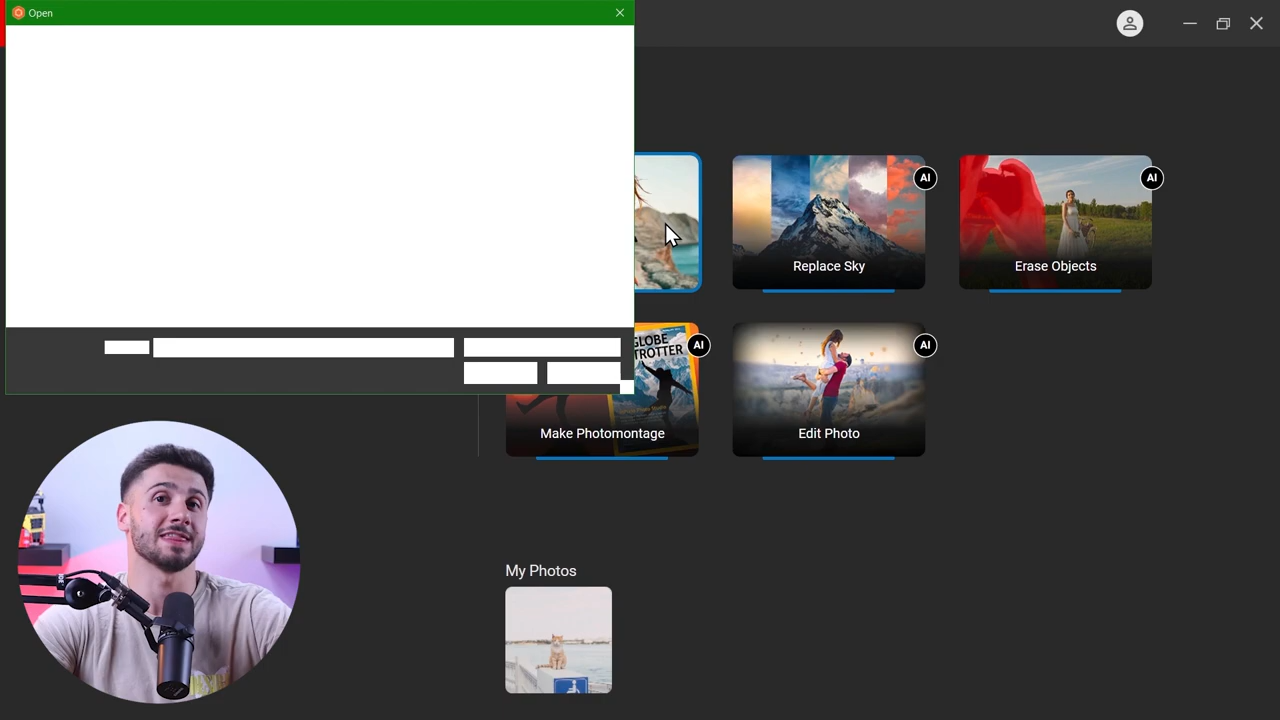 Open
AI
AI
Replace Sky
Erase Objects
GLOBE
TROTTER
AI
AI
Make Photomontage
Edit Photo
My Photos